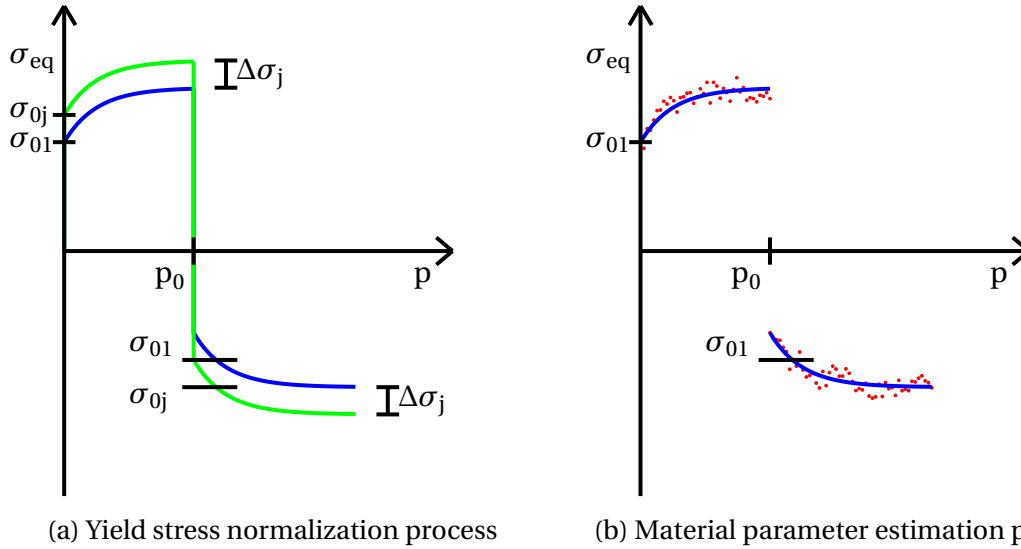 σeq
Δσj
σ0j
σ01
p0
p
σ01
σ0j
Δσj
(a) Yield stress normalization process
σeq
σ01
p0
p
σ01
(b) Material parameter estimation p